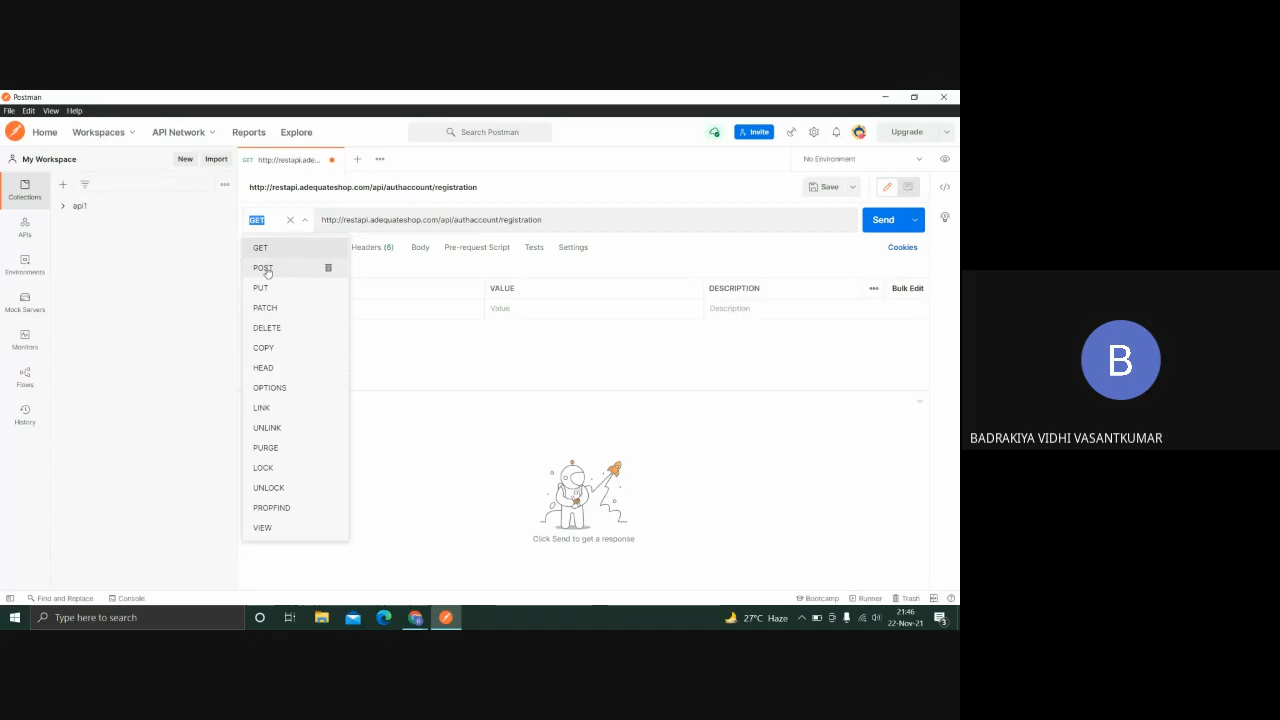 Postman
File Edit View Help
Home Workspaces API Network Reports Explore Search Postman Invite Upgrade
My Workspace New Import GET http://restapi.ade... No Environment
Collections
APIs
Environments
Mock Servers
Monitors
Flows
History
api1
http://restapi.adequateshop.com/api/authaccount/registration Save
GET http://restapi.adequateshop.com/api/authaccount/registration Send
Headers (6) Body Pre-request Script Tests Settings Cookies
VALUE DESCRIPTION Bulk Edit
Value Description
GET
POST
PUT
PATCH
DELETE
COPY
HEAD
OPTIONS
LINK
UNLINK
PURGE
LOCK
UNLOCK
PROPFIND
VIEW
Click Send to get a response
Find and Replace Console Bootcamp Runner Trash
Type here to search 27°C Haze 21:46
22-Nov-21
3
B
BADRAKIYA VIDHI VASANTKUMAR